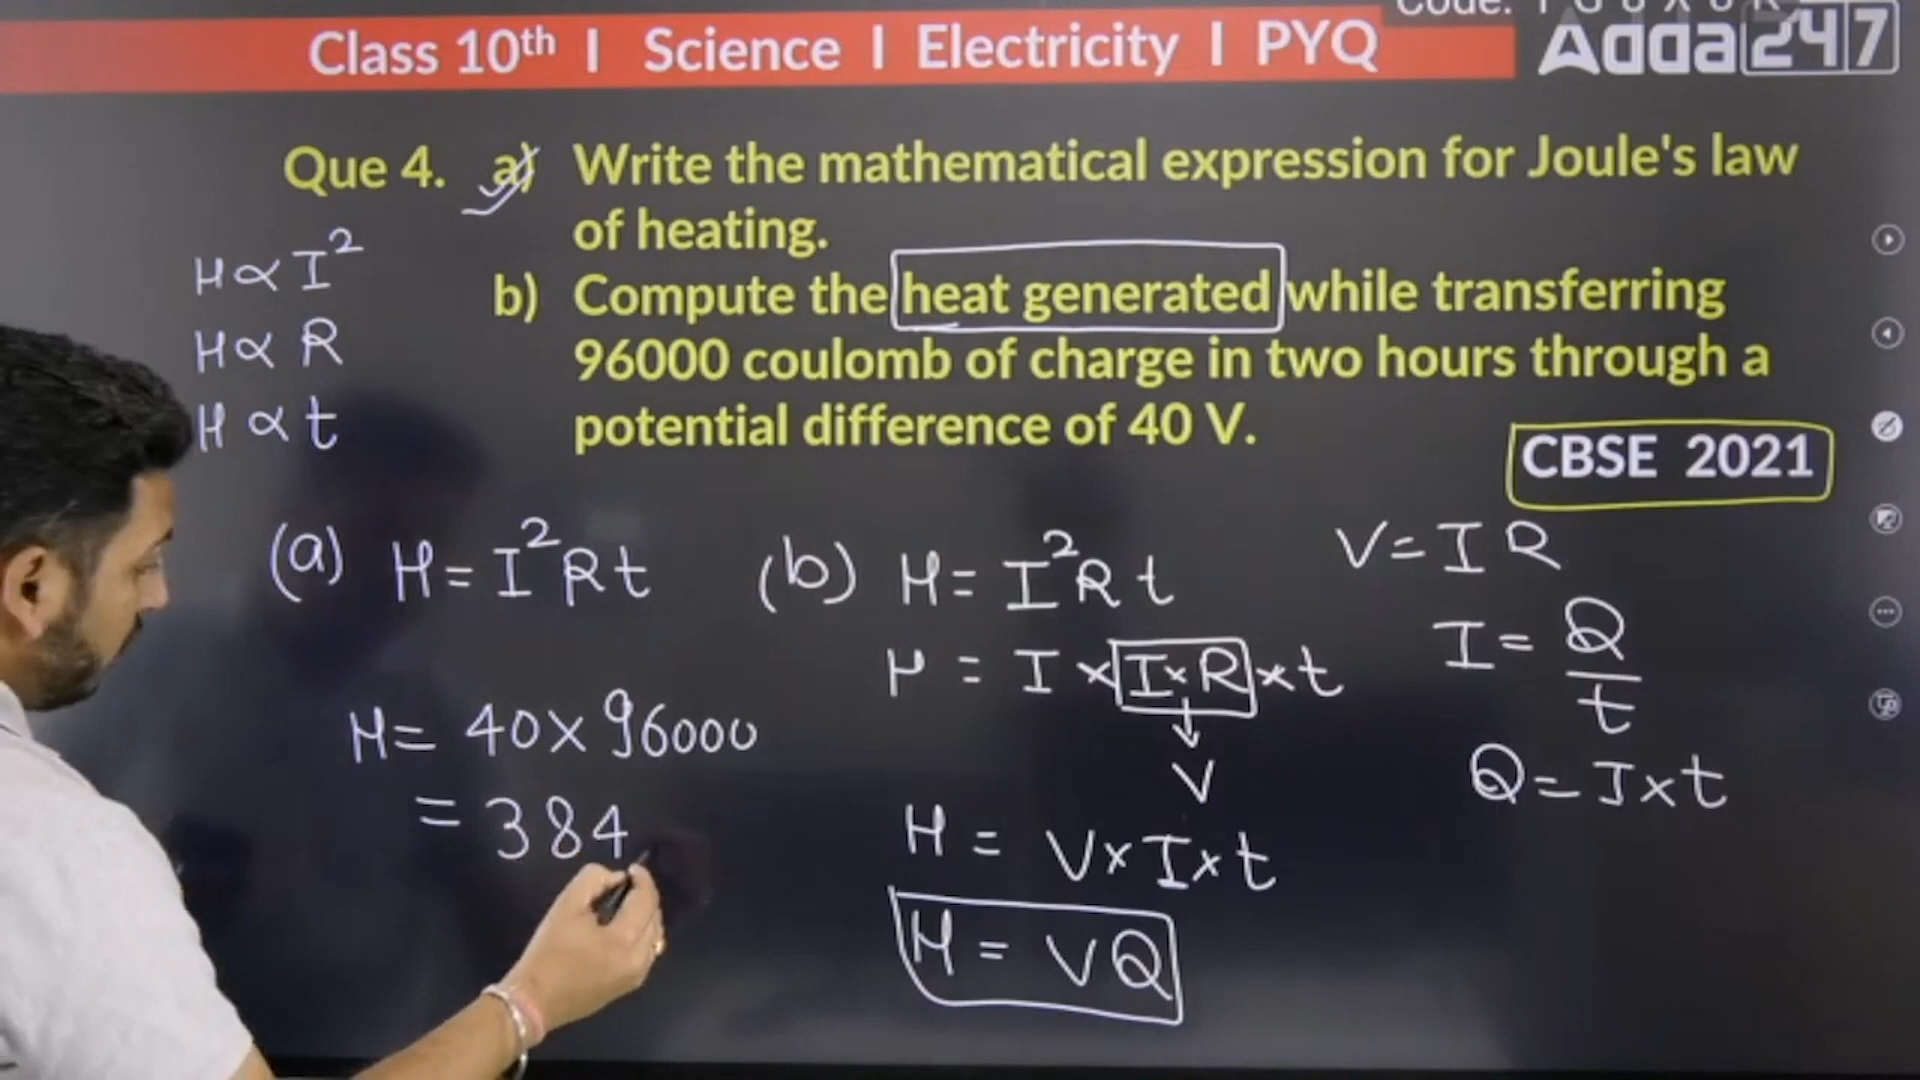 Class 10th | Science | Electricity | PYQ
Adda247
Que 4. a) Write the mathematical expression for Joule's law
of heating.
b) Compute the heat generated while transferring
96000 coulomb of charge in two hours through a
potential difference of 40 V.
CBSE 2021
H ∝ I²
H ∝ R
H ∝ t
(a) H = I²Rt
H = 40 × 96000
= 384
(b) H = I²Rt
H = I × I × R × t
↓
V
H = V × I × t
H = VQ
V = IR
I = Q/t
Q = I × t